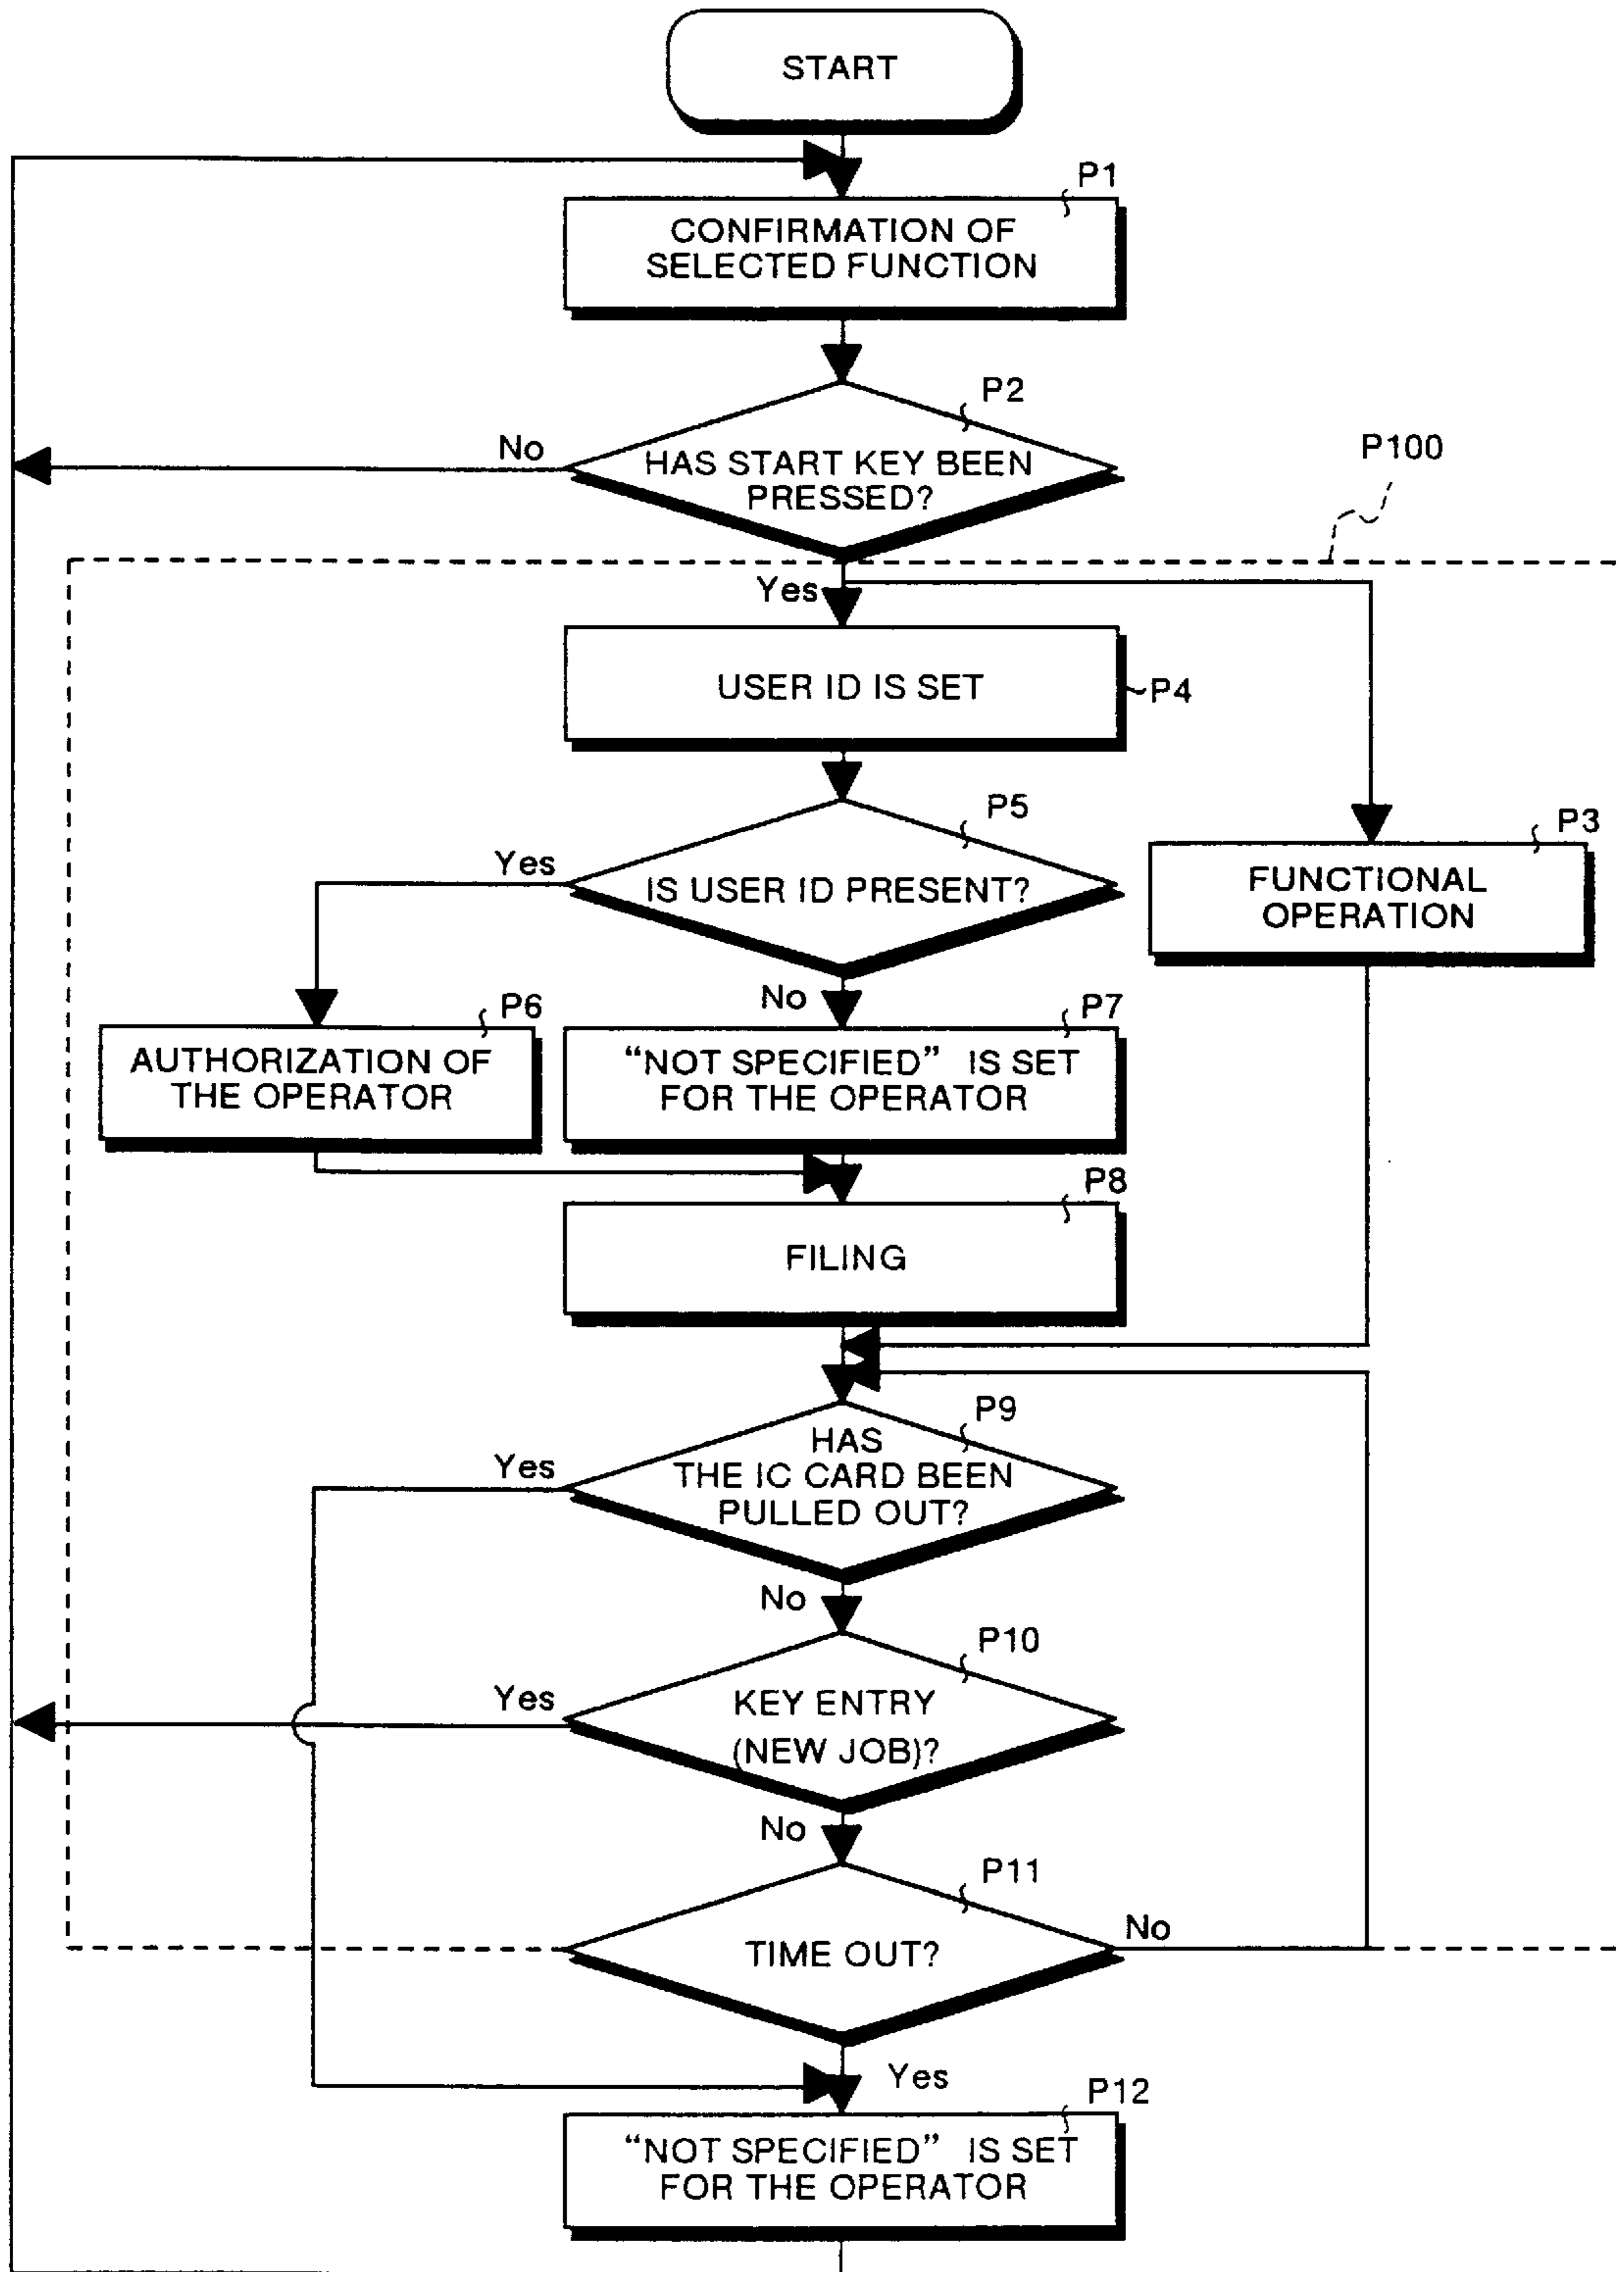 START
P1
CONFIRMATION OF
SELECTED FUNCTION
P2
No
HAS START KEY BEEN
PRESSED?
P100
Yes
USER ID IS SET
P4
P5
Yes
IS USER ID PRESENT?
P3
FUNCTIONAL
OPERATION
No
P6
AUTHORIZATION OF
THE OPERATOR
P7
“NOT SPECIFIED” IS SET
FOR THE OPERATOR
P8
FILING
P9
Yes
HAS
THE IC CARD BEEN
PULLED OUT?
No
P10
Yes
KEY ENTRY
(NEW JOB)?
No
P11
TIME OUT?
No
Yes
P12
“NOT SPECIFIED” IS SET
FOR THE OPERATOR